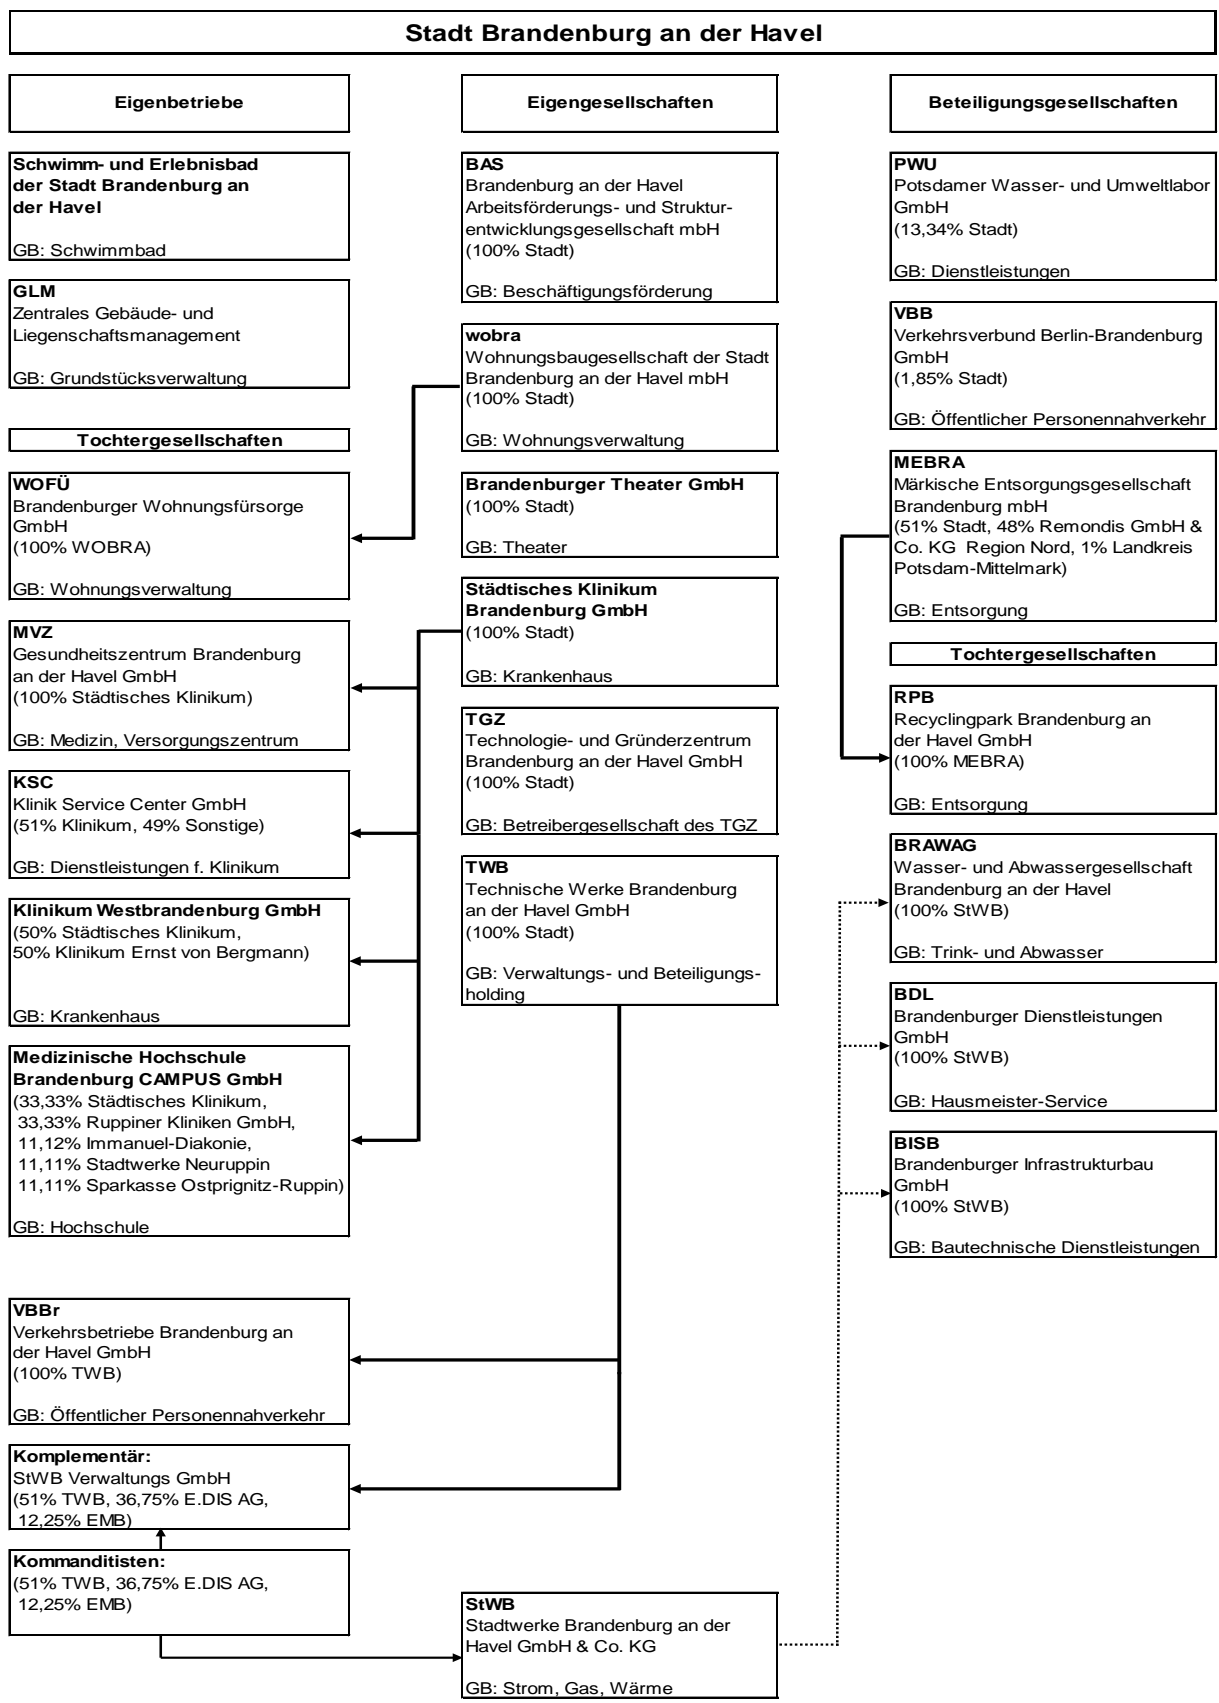 Stadt Brandenburg an der Havel
Eigenbetriebe
Schwimm- und Erlebnisbad
der Stadt Brandenburg an
der Havel
GB: Schwimmbad
GLM
Zentrales Gebäude- und
Liegenschaftsmanagement
GB: Grundstücksverwaltung
Tochtergesellschaften
WOFÜ
Brandenburger Wohnungsfürsorge
GmbH
(100% WOBRA)
GB: Wohnungsverwaltung
MVZ
Gesundheitszentrum Brandenburg
an der Havel GmbH
(100% Städtisches Klinikum)
GB: Medizin, Versorgungszentrum
KSC
Klinik Service Center GmbH
(51% Klinikum, 49% Sonstige)
GB: Dienstleistungen f. Klinikum
Klinikum Westbrandenburg GmbH
(50% Städtisches Klinikum,
50% Klinikum Ernst von Bergmann)
GB: Krankenhaus
Medizinische Hochschule
Brandenburg CAMPUS GmbH
(33,33% Städtisches Klinikum,
33,33% Ruppiner Kliniken GmbH,
11,12% Immanuel-Diakonie,
11,11% Stadtwerke Neuruppin
11,11% Sparkasse Ostprignitz-Ruppin)
GB: Hochschule
VBBr
Verkehrsbetriebe Brandenburg an
der Havel GmbH
(100% TWB)
GB: Öffentlicher Personennahverkehr
Komplementär:
StWB Verwaltungs GmbH
(51% TWB, 36,75% E.DIS AG,
12,25% EMB)
Kommanditisten:
(51% TWB, 36,75% E.DIS AG,
12,25% EMB)
Eigengesellschaften
BAS
Brandenburg an der Havel
Arbeitsförderungs- und Struktur-
entwicklungsgesellschaft mbH
(100% Stadt)
GB: Beschäftigungsförderung
wobra
Wohnungsbaugesellschaft der Stadt
Brandenburg an der Havel mbH
(100% Stadt)
GB: Wohnungsverwaltung
Brandenburger Theater GmbH
(100% Stadt)
GB: Theater
Städtisches Klinikum
Brandenburg GmbH
(100% Stadt)
GB: Krankenhaus
TGZ
Technologie- und Gründerzentrum
Brandenburg an der Havel GmbH
(100% Stadt)
GB: Betreibergesellschaft des TGZ
TWB
Technische Werke Brandenburg
an der Havel GmbH
(100% Stadt)
GB: Verwaltungs- und Beteiligungs-
holding
StWB
Stadtwerke Brandenburg an der
Havel GmbH & Co. KG
GB: Strom, Gas, Wärme
Beteiligungsgesellschaften
PWU
Potsdamer Wasser- und Umweltlabor
GmbH
(13,34% Stadt)
GB: Dienstleistungen
VBB
Verkehrsverbund Berlin-Brandenburg
GmbH
(1,85% Stadt)
GB: Öffentlicher Personennahverkehr
MEBRA
Märkische Entsorgungsgesellschaft
Brandenburg mbH
(51% Stadt, 48% Remondis GmbH &
Co. KG  Region Nord, 1% Landkreis
Potsdam-Mittelmark)
GB: Entsorgung
Tochtergesellschaften
RPB
Recyclingpark Brandenburg an
der Havel GmbH
(100% MEBRA)
GB: Entsorgung
BRAWAG
Wasser- und Abwassergesellschaft
Brandenburg an der Havel
(100% StWB)
GB: Trink- und Abwasser
BDL
Brandenburger Dienstleistungen
GmbH
(100% StWB)
GB: Hausmeister-Service
BISB
Brandenburger Infrastrukturbau
GmbH
(100% StWB)
GB: Bautechnische Dienstleistungen